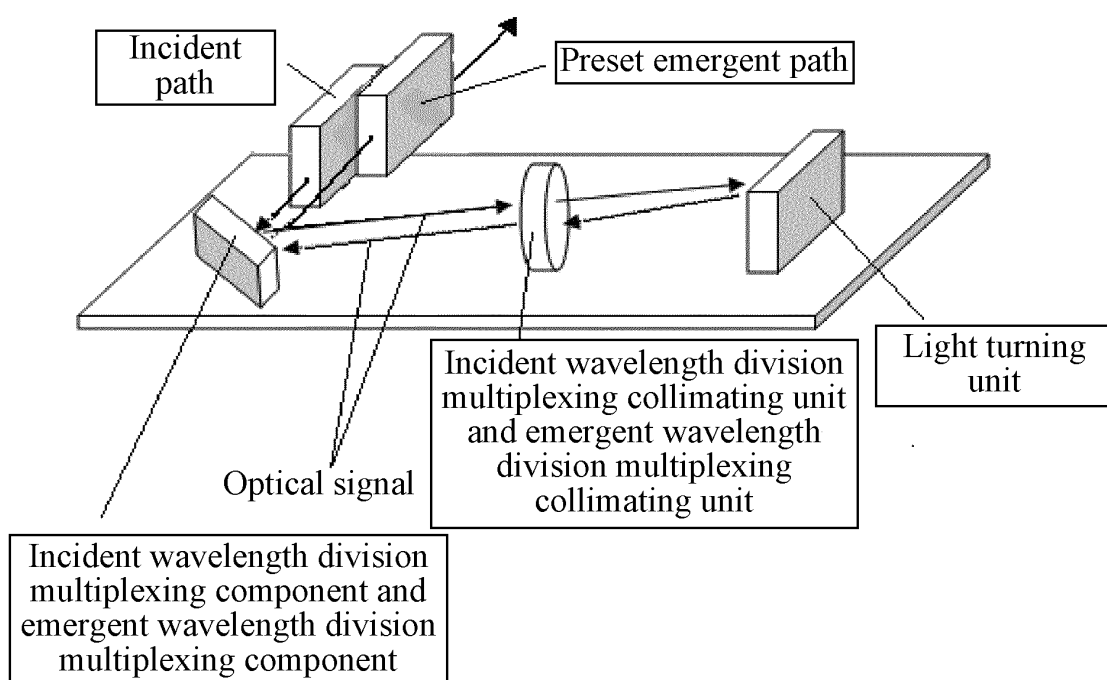 Incident
path
Preset emergent path
Light turning
unit
Incident wavelength division
multiplexing collimating unit
and emergent wavelength
division multiplexing
collimating unit
Optical signal
Incident wavelength division
multiplexing component and
emergent wavelength division
multiplexing component